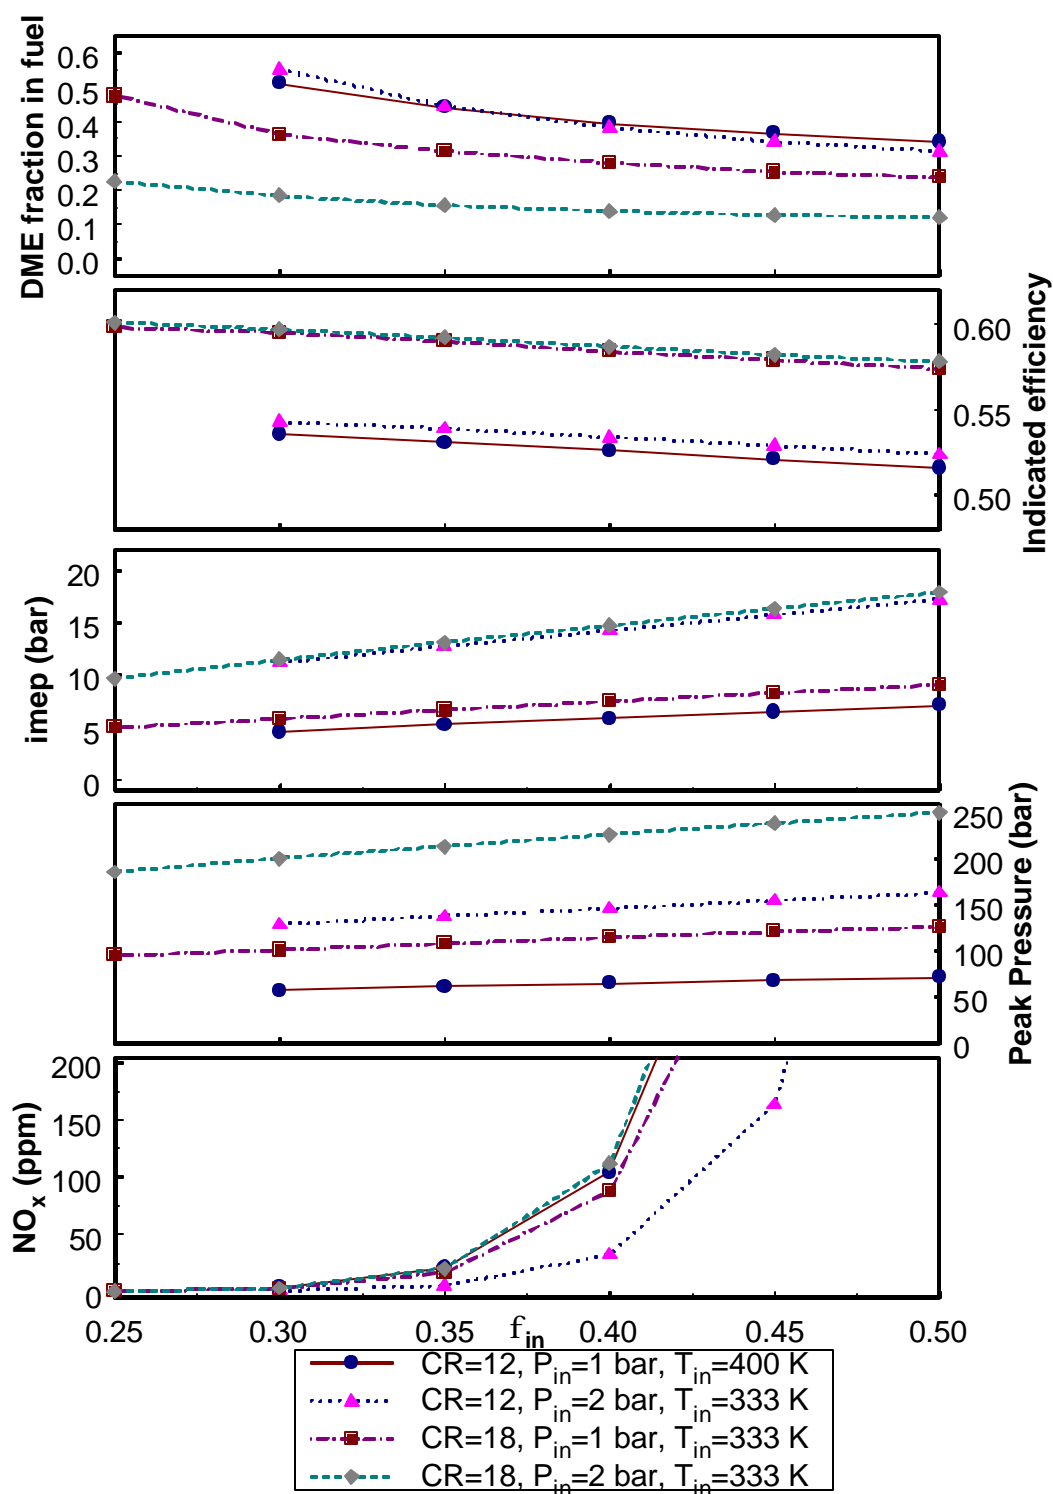 DME fraction in fuel
0.6
0.5
0.4
0.3
0.2
0.1
0.0
Indicated efficiency
0.60
0.55
0.50
imep (bar)
20
15
10
5
0
Peak Pressure (bar)
250
200
150
100
50
0
NOx (ppm)
200
150
100
50
0
0.25 0.30 0.35 fin 0.40 0.45 0.50
CR=12, Pin=1 bar, Tin=400 K
CR=12, Pin=2 bar, Tin=333 K
CR=18, Pin=1 bar, Tin=333 K
CR=18, Pin=2 bar, Tin=333 K